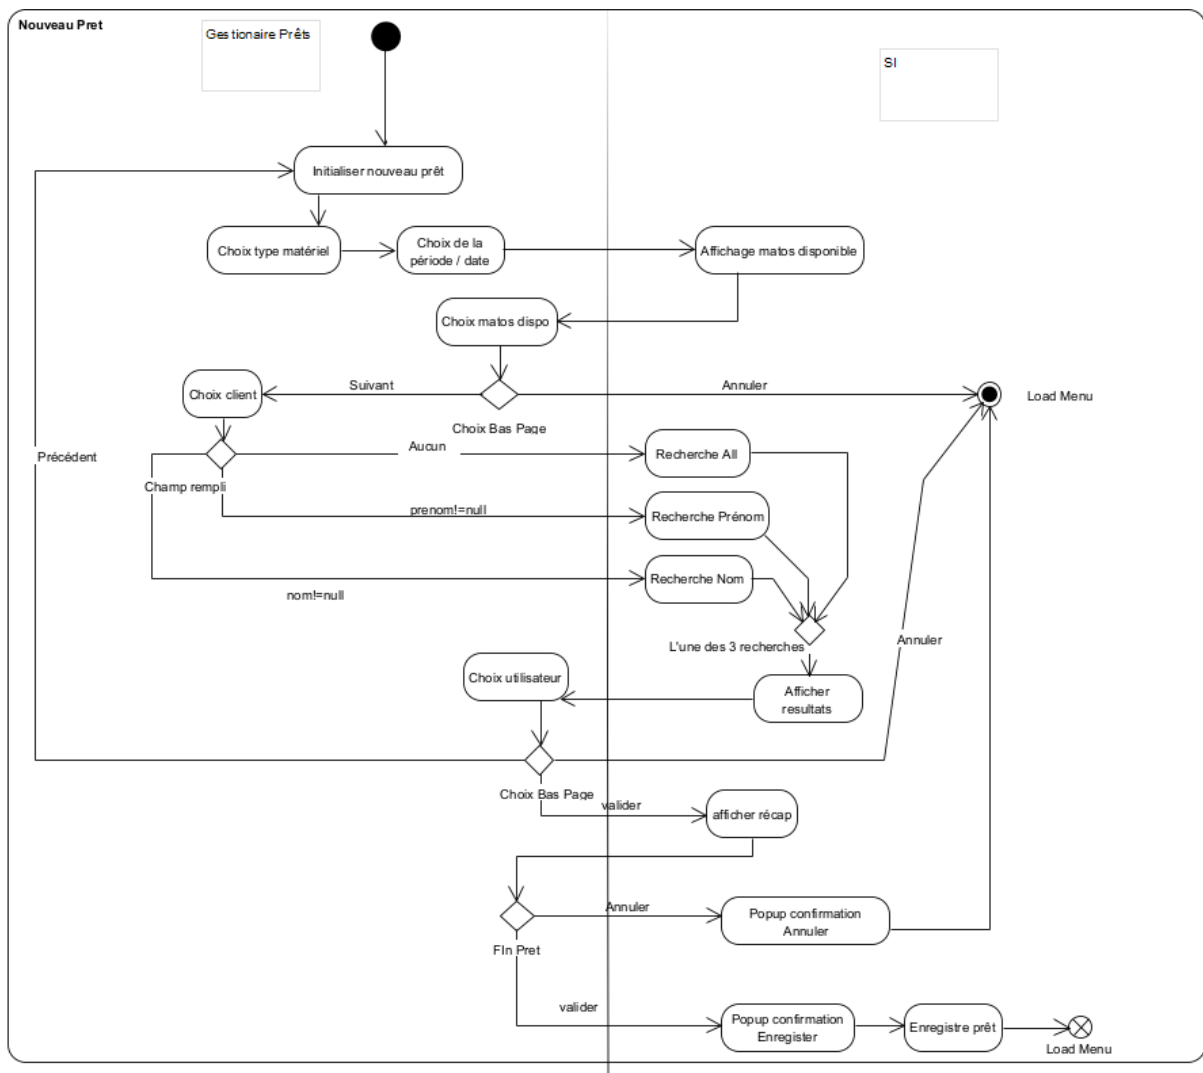 Nouveau Pret
Gestionaire Prêts
SI
Initialiser nouveau prêt
Choix type matériel
Choix de la
période / date
Affichage matos disponible
Choix matos dispo
Choix client
Suivant
Annuler
Load Menu
Choix Bas Page
Aucun
Précédent
Recherche All
Champ rempli
prenom!=null
Recherche Prénom
Recherche Nom
nom!=null
L'une des 3 recherches
Annuler
Choix utilisateur
Afficher
resultats
Choix Bas Page
valider
afficher récap
Annuler
Popup confirmation
Annuler
FIn Pret
valider
Popup confirmation
Enregister
Enregistre prêt
Load Menu